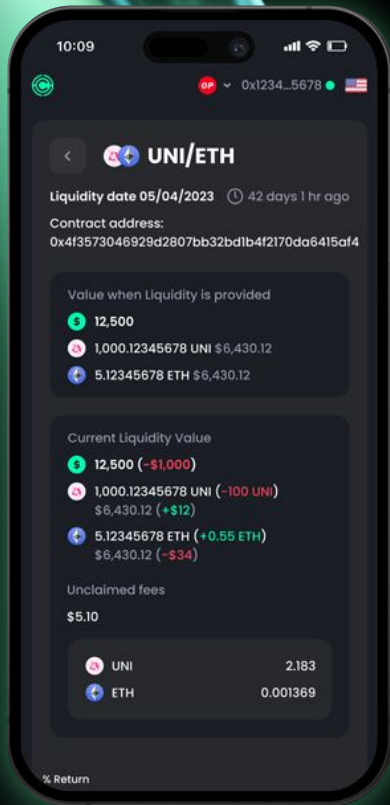 10:09
OP 0x1234...5678
UNI/ETH
Liquidity date 05/04/2023 42 days 1 hr ago
Contract address:
0x4f3573046929d2807bb32bd1b4f2170da6415af4
Value when Liquidity is provided
$ 12,500
1,000.12345678 UNI $6,430.12
5.12345678 ETH $6,430.12
Current Liquidity Value
$ 12,500 (-$1,000)
1,000.12345678 UNI (-100 UNI)
$6,430.12 (+$12)
5.12345678 ETH (+0.55 ETH)
$6,430.12 (-$34)
Unclaimed fees
$5.10
UNI 2.183
ETH 0.001369
% Return